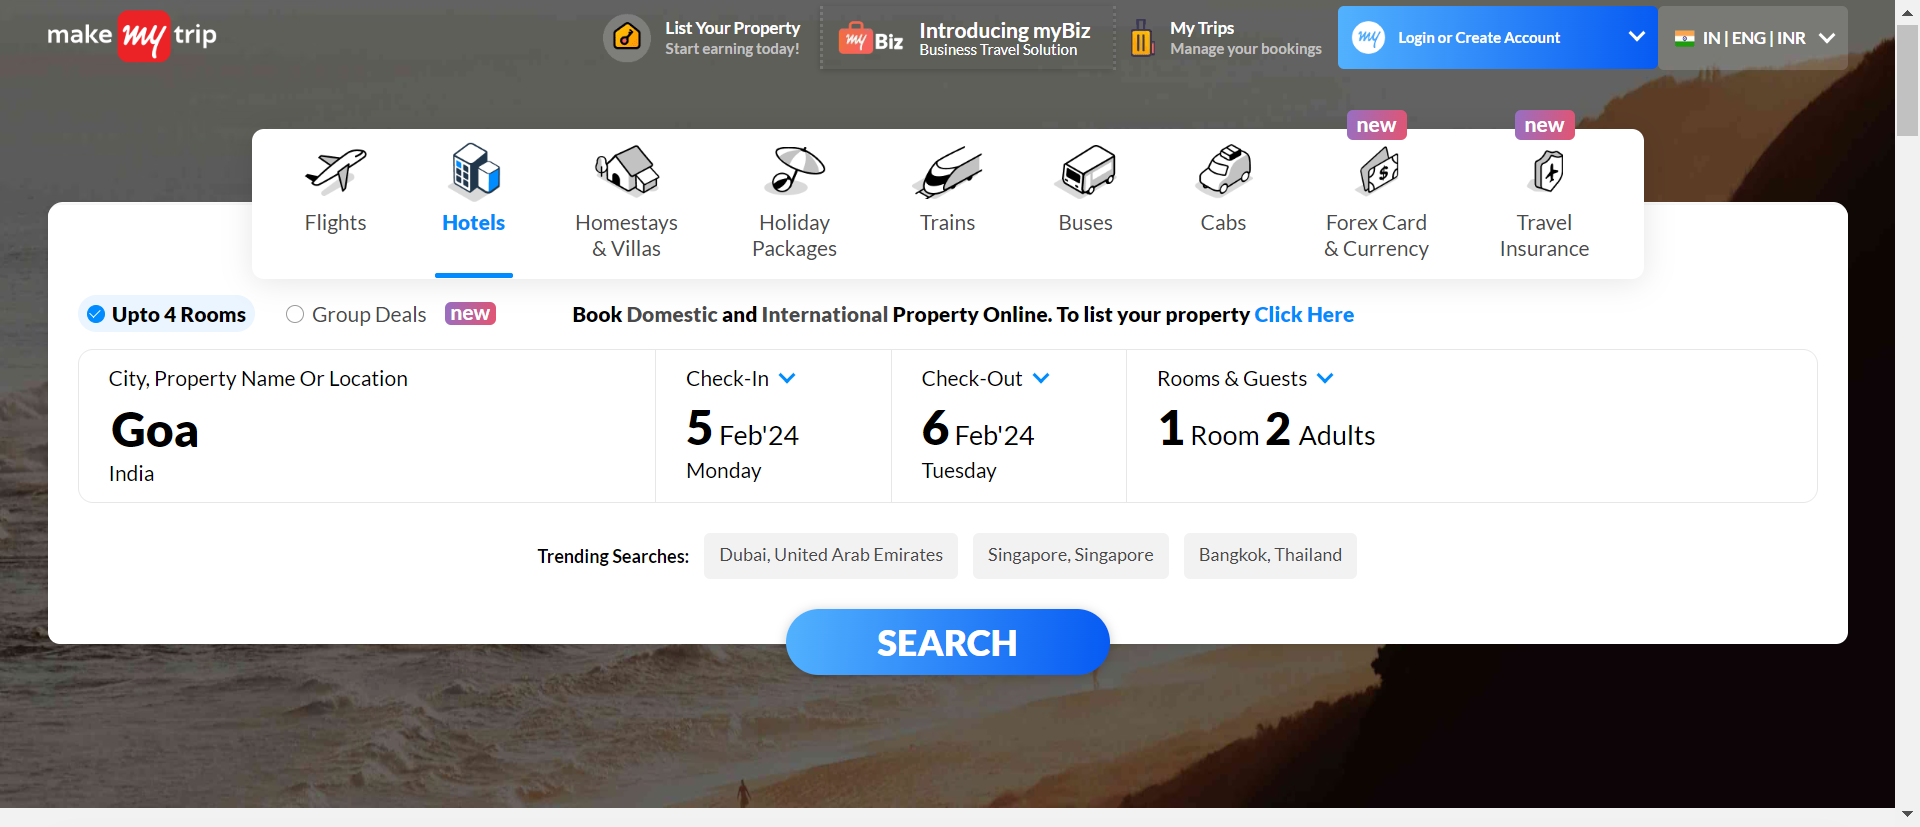 make my trip
List Your Property
Start earning today!
my Biz
Introducing myBiz
Business Travel Solution
My Trips
Manage your bookings
my
Login or Create Account
IN | ENG | INR
new
new
Flights
Hotels
Homestays
& Villas
Holiday
Packages
Trains
Buses
Cabs
Forex Card
& Currency
Travel
Insurance
Upto 4 Rooms
Group Deals
new
Book Domestic and International Property Online. To list your property Click Here
City, Property Name Or Location
Goa
India
Check-In
5 Feb'24
Monday
Check-Out
6 Feb'24
Tuesday
Rooms & Guests
1 Room 2 Adults
Trending Searches:
Dubai, United Arab Emirates
Singapore, Singapore
Bangkok, Thailand
SEARCH